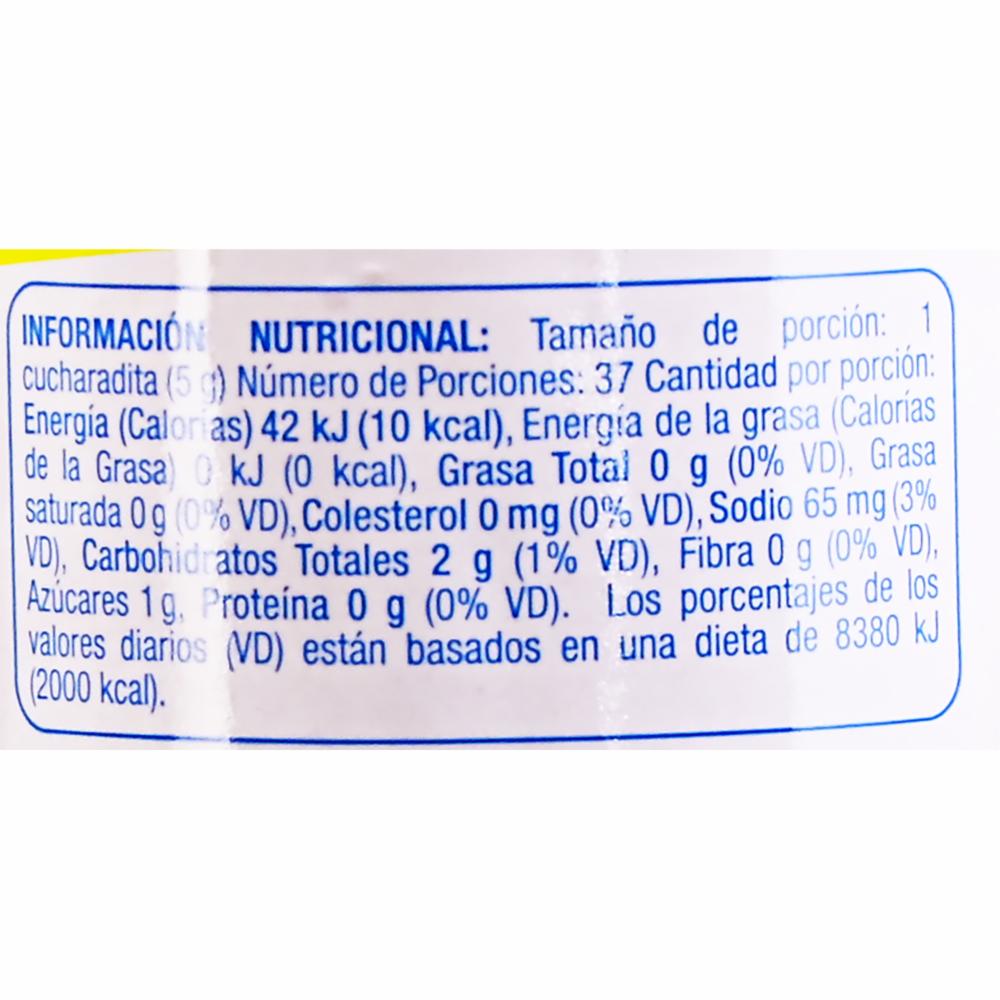 INFORMACIÓN NUTRICIONAL: Tamaño de porción: 1
cucharadita (5 g) Número de Porciones: 37 Cantidad por porción:
Energía (Calorías) 42 kJ (10 kcal), Energía de la grasa (Calorías
de la Grasa) 0 kJ (0 kcal), Grasa Total 0 g (0% VD), Grasa
saturada 0 g (0% VD), Colesterol 0 mg (0% VD), Sodio 65 mg (3%
VD), Carbohidratos Totales 2 g (1% VD), Fibra 0 g (0% VD),
Azúcares 1 g, Proteína 0 g (0% VD). Los porcentajes de los
valores diarios (VD) están basados en una dieta de 8380 kJ
(2000 kcal).